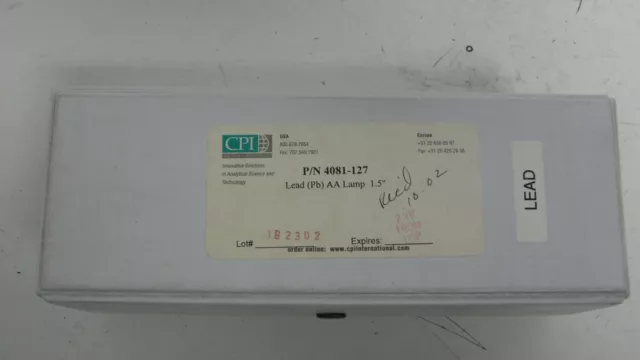 CPI
USA
Europe
Innovative Solutions
in Analytical Science and
Technology
P/N 4081-127
Lead (Pb) AA Lamp 1.5"
Rec'd
10.02
Lot# 1B2302 Expires:
order online: www.cpiinternational.com
LEAD